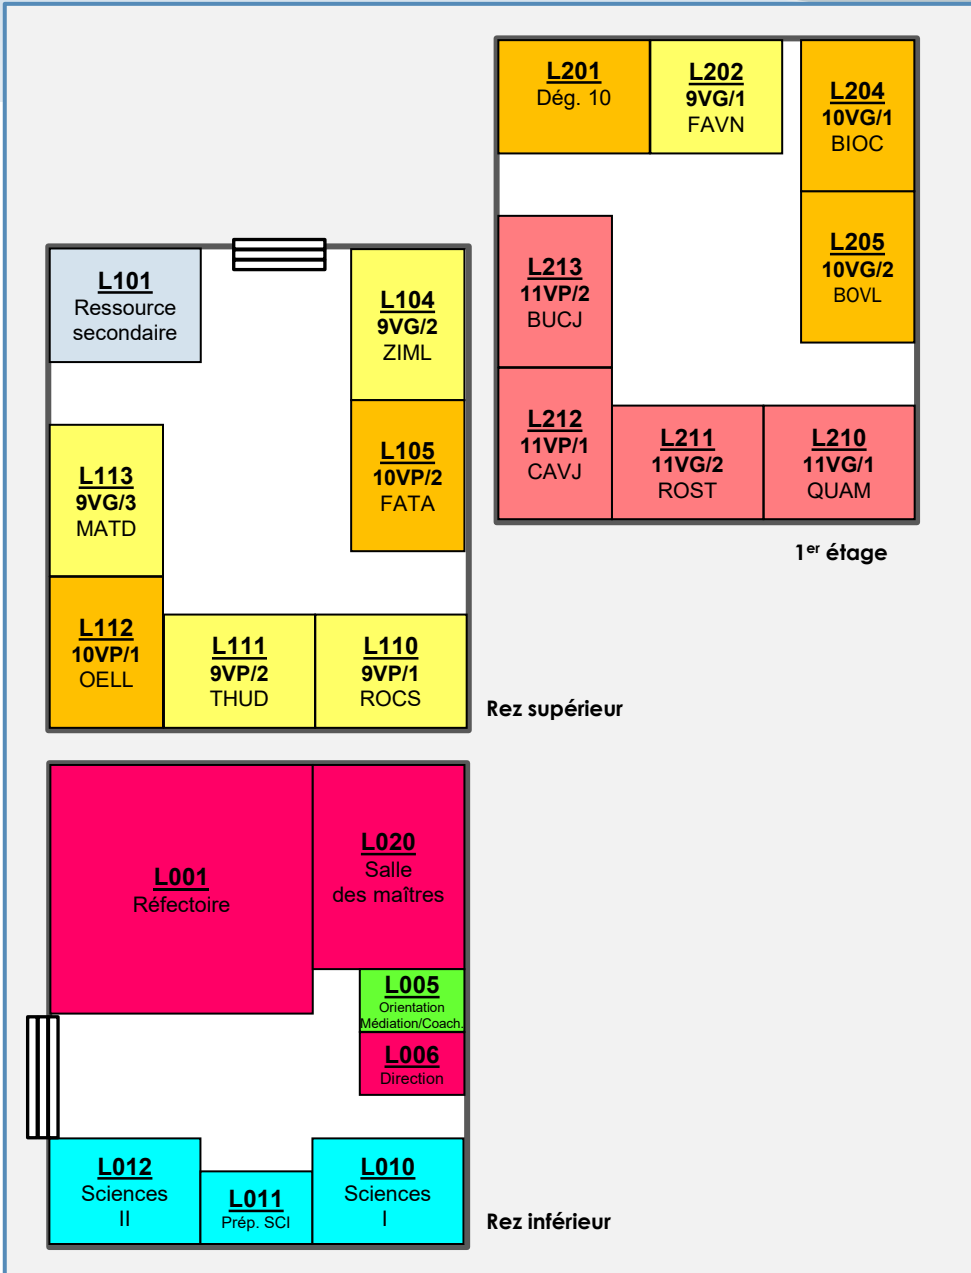 L201
Dég. 10
L202
9VG/1
FAVN
L204
10VG/1
BIOC
L205
10VG/2
BOVL
L213
11VP/2
BUCJ
L212
11VP/1
CAVJ
L211
11VG/2
ROST
L210
11VG/1
QUAM
1er étage
L101
Ressource
secondaire
L104
9VG/2
ZIML
L105
10VP/2
FATA
L113
9VG/3
MATD
L112
10VP/1
OELL
L111
9VP/2
THUD
L110
9VP/1
ROCS
Rez supérieur
L001
Réfectoire
L020
Salle
des maîtres
L005
Orientation
Médiation/Coach.
L006
Direction
L012
Sciences
II
L011
Prép. SCI
L010
Sciences
I
Rez inférieur